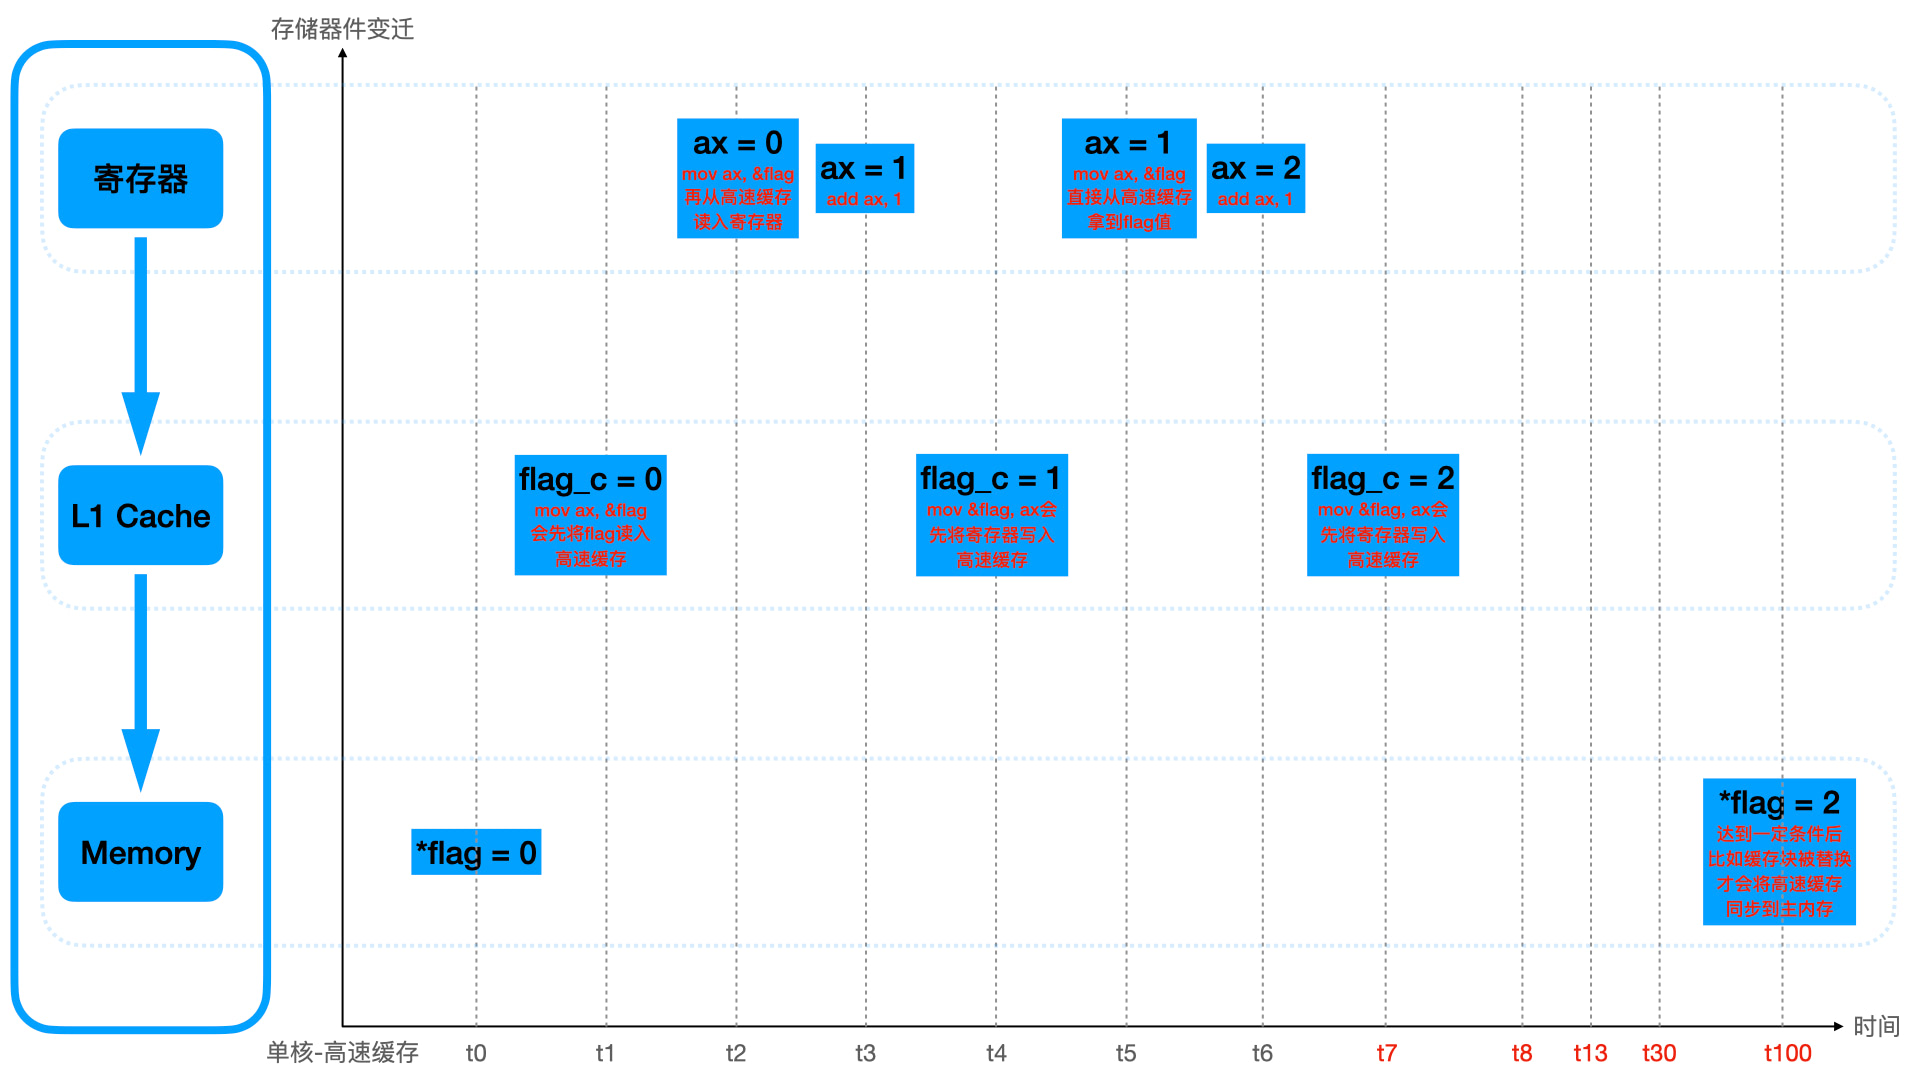 存储器件变迁
寄存器
ax = 0
mov ax, &flag
再从高速缓存
读入寄存器
ax = 1
add ax, 1
ax = 1
mov ax, &flag
直接从高速缓存
拿到flag值
ax = 2
add ax, 1
L1 Cache
flag_c = 0
mov ax, &flag
会先将flag读入
高速缓存
flag_c = 1
mov &flag, ax会
先将寄存器写入
高速缓存
flag_c = 2
mov &flag, ax会
先将寄存器写入
高速缓存
Memory
*flag = 0
*flag = 2
达到一定条件后
比如缓存块被替换
才会将高速缓存
同步到主内存
时间
单核-高速缓存
t0
t1
t2
t3
t4
t5
t6
t7
t8
t13
t30
t100